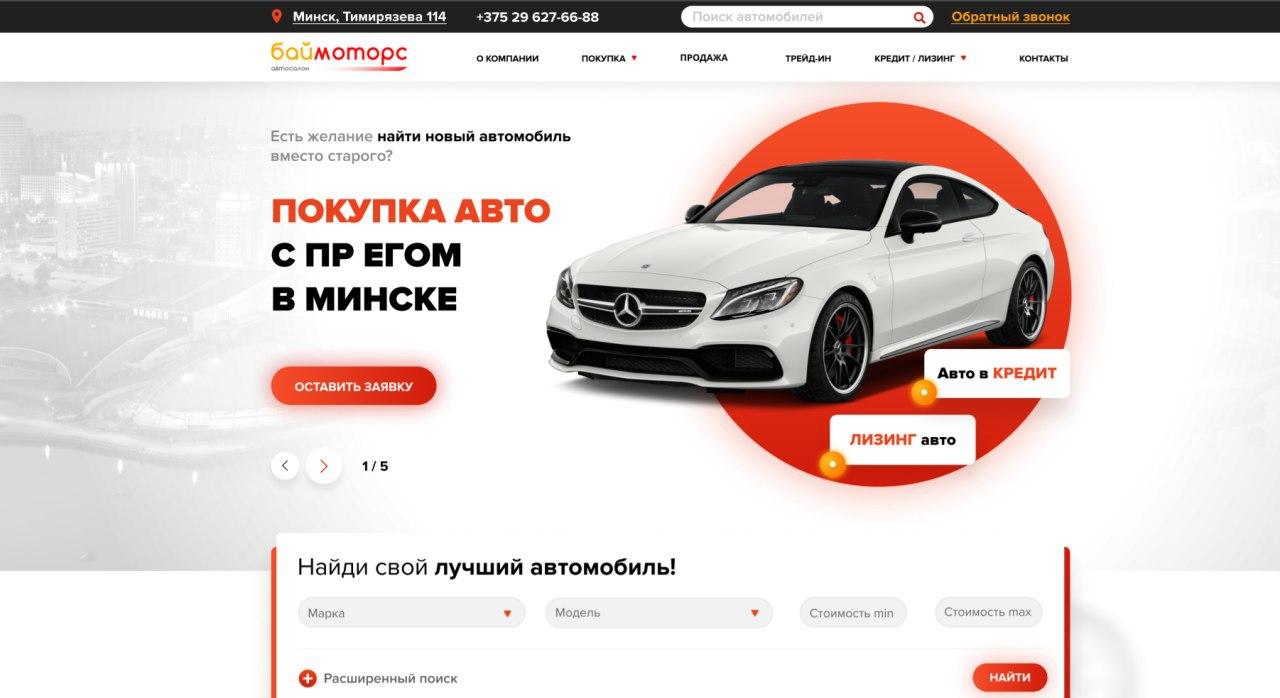 Минск, Тимирязева 114
+375 29 627-66-88
Поиск автомобилей
Обратный звонок
баймоторс
автосалон
О КОМПАНИИ
ПОКУПКА
ПРОДАЖА
ТРЕЙД-ИН
КРЕДИТ / ЛИЗИНГ
КОНТАКТЫ
Есть желание найти новый автомобиль
вместо старого?
ПОКУПКА АВТО
С ПР ЕГОМ
В МИНСКЕ
ОСТАВИТЬ ЗАЯВКУ
Авто в КРЕДИТ
ЛИЗИНГ авто
1 / 5
Найди свой лучший автомобиль!
Марка
Модель
Стоимость min
Стоимость max
Расширенный поиск
НАЙТИ